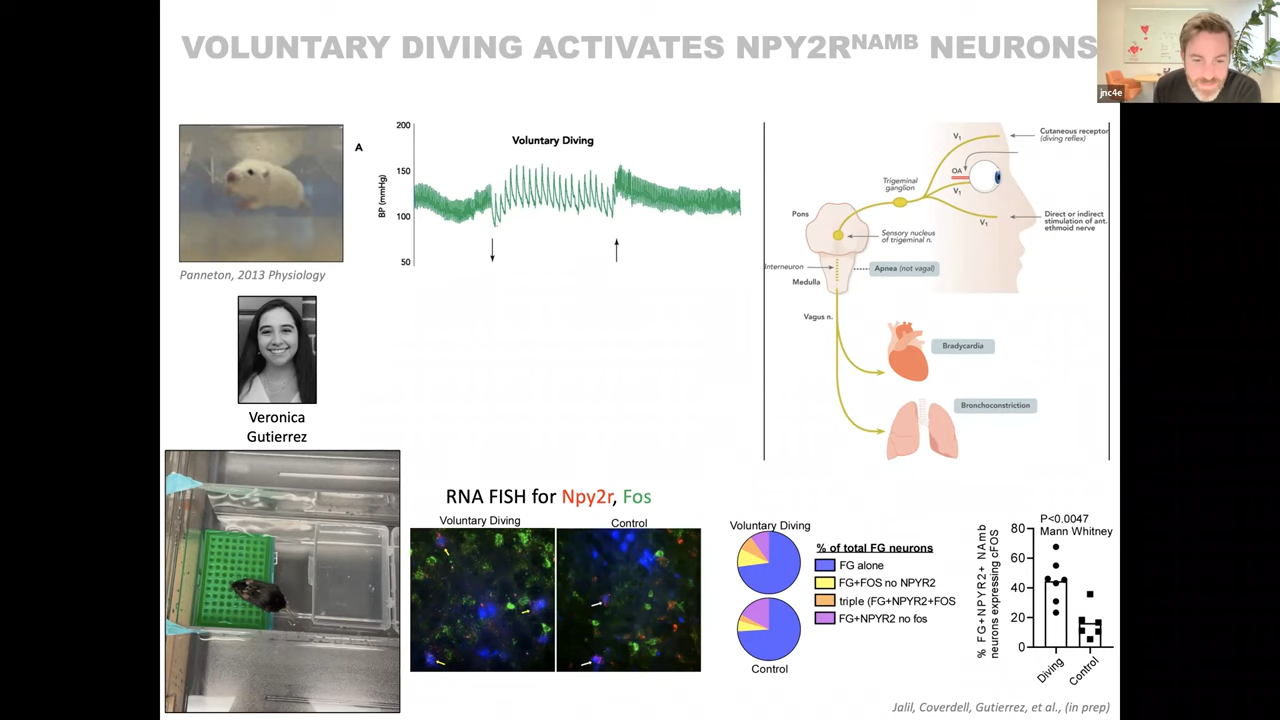 VOLUNTARY DIVING ACTIVATES NPY2R^NAMB NEURONS
jnc4e
Panneton, 2013 Physiology
A
Voluntary Diving
BP (mmHg)
200
150
100
50
Veronica
Gutierrez
V₁
Cutaneous receptor
(diving reflex)
OA
V₁
Trigeminal
ganglion
V₁
Direct or indirect
stimulation of ant.
ethmoid nerve
Pons
Sensory nucleus
of trigeminal n.
Interneuron
Apnea (not vagal)
Medulla
Vagus n.
Bradycardia
Bronchoconstriction
RNA FISH for Npy2r, Fos
Voluntary Diving
Control
Voluntary Diving
Control
% of total FG neurons
FG alone
FG+FOS no NPYR2
triple (FG+NPYR2+FOS
FG+NPYR2 no fos
P<0.0047
Mann Whitney
% FG+NPYR2+ NAmb
neurons expressing cFOS
80
60
40
20
0
Diving
Control
Jalil, Coverdell, Gutierrez, et al., (in prep)